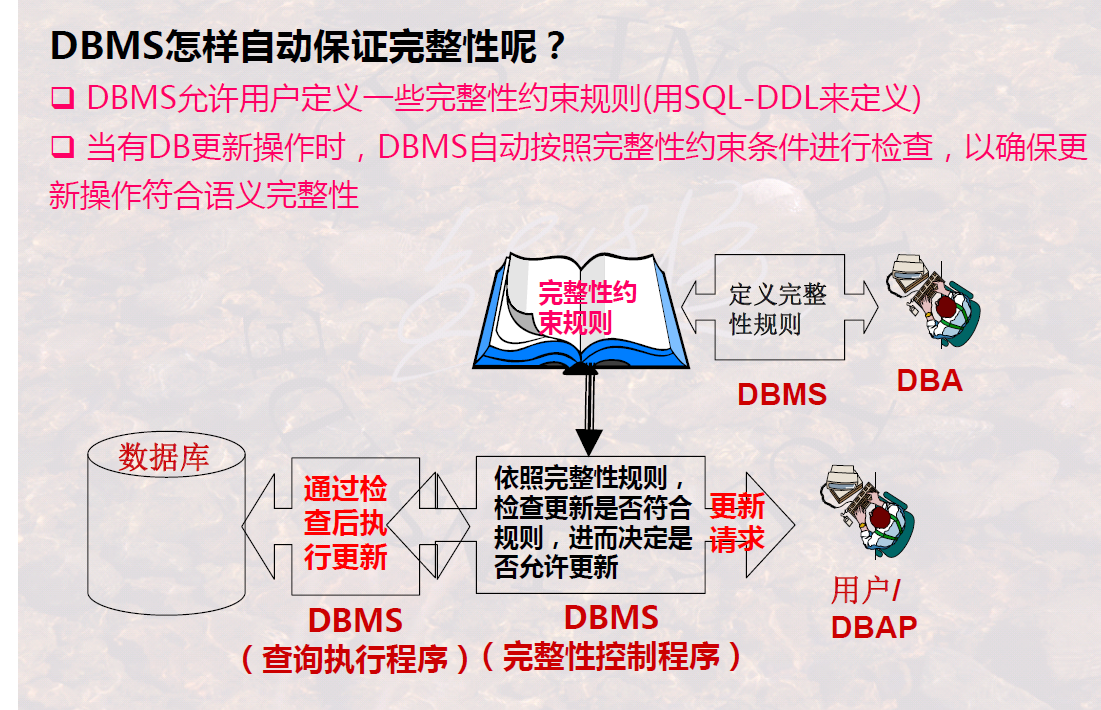 DBMS怎样自动保证完整性呢？
❑ DBMS允许用户定义一些完整性约束规则(用SQL-DDL来定义)
❑ 当有DB更新操作时，DBMS自动按照完整性约束条件进行检查，以确保更
新操作符合语义完整性
完整性约
束规则
定义完整
性规则
DBMS
DBA
数据库
通过检
查后执
行更新
依照完整性规则，
检查更新是否符合
规则，进而决定是
否允许更新
更新
请求
用户/
DBAP
DBMS
（查询执行程序）
DBMS
（完整性控制程序）